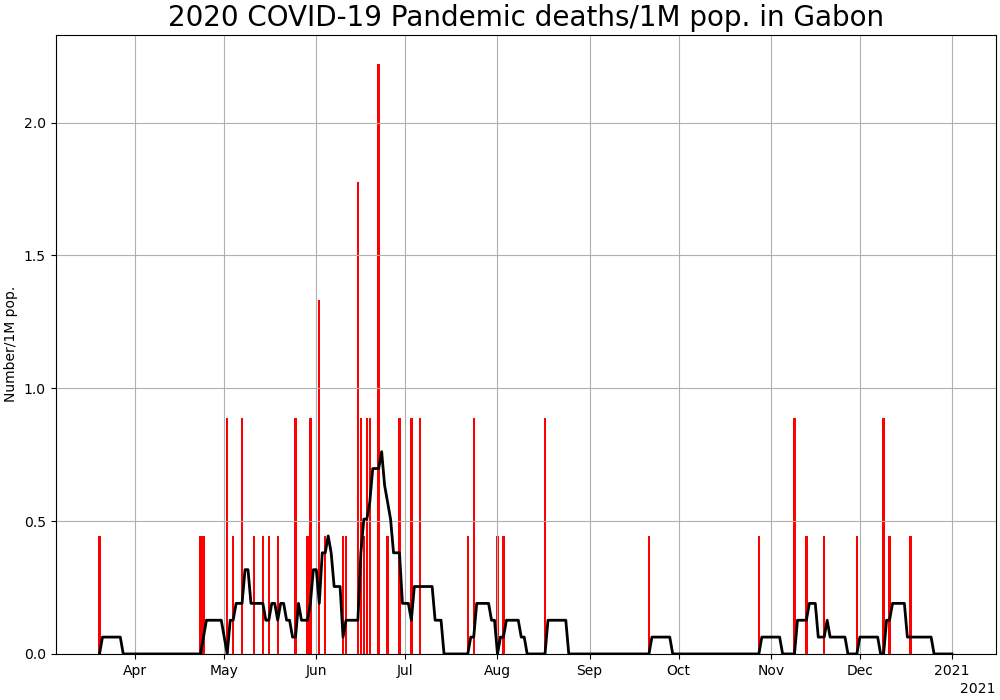 2020 COVID-19 Pandemic deaths/1M pop. in Gabon
Number/1M pop.
2.0
1.5
1.0
0.5
0.0
Apr May Jun Jul Aug Sep Oct Nov Dec 2021
2021